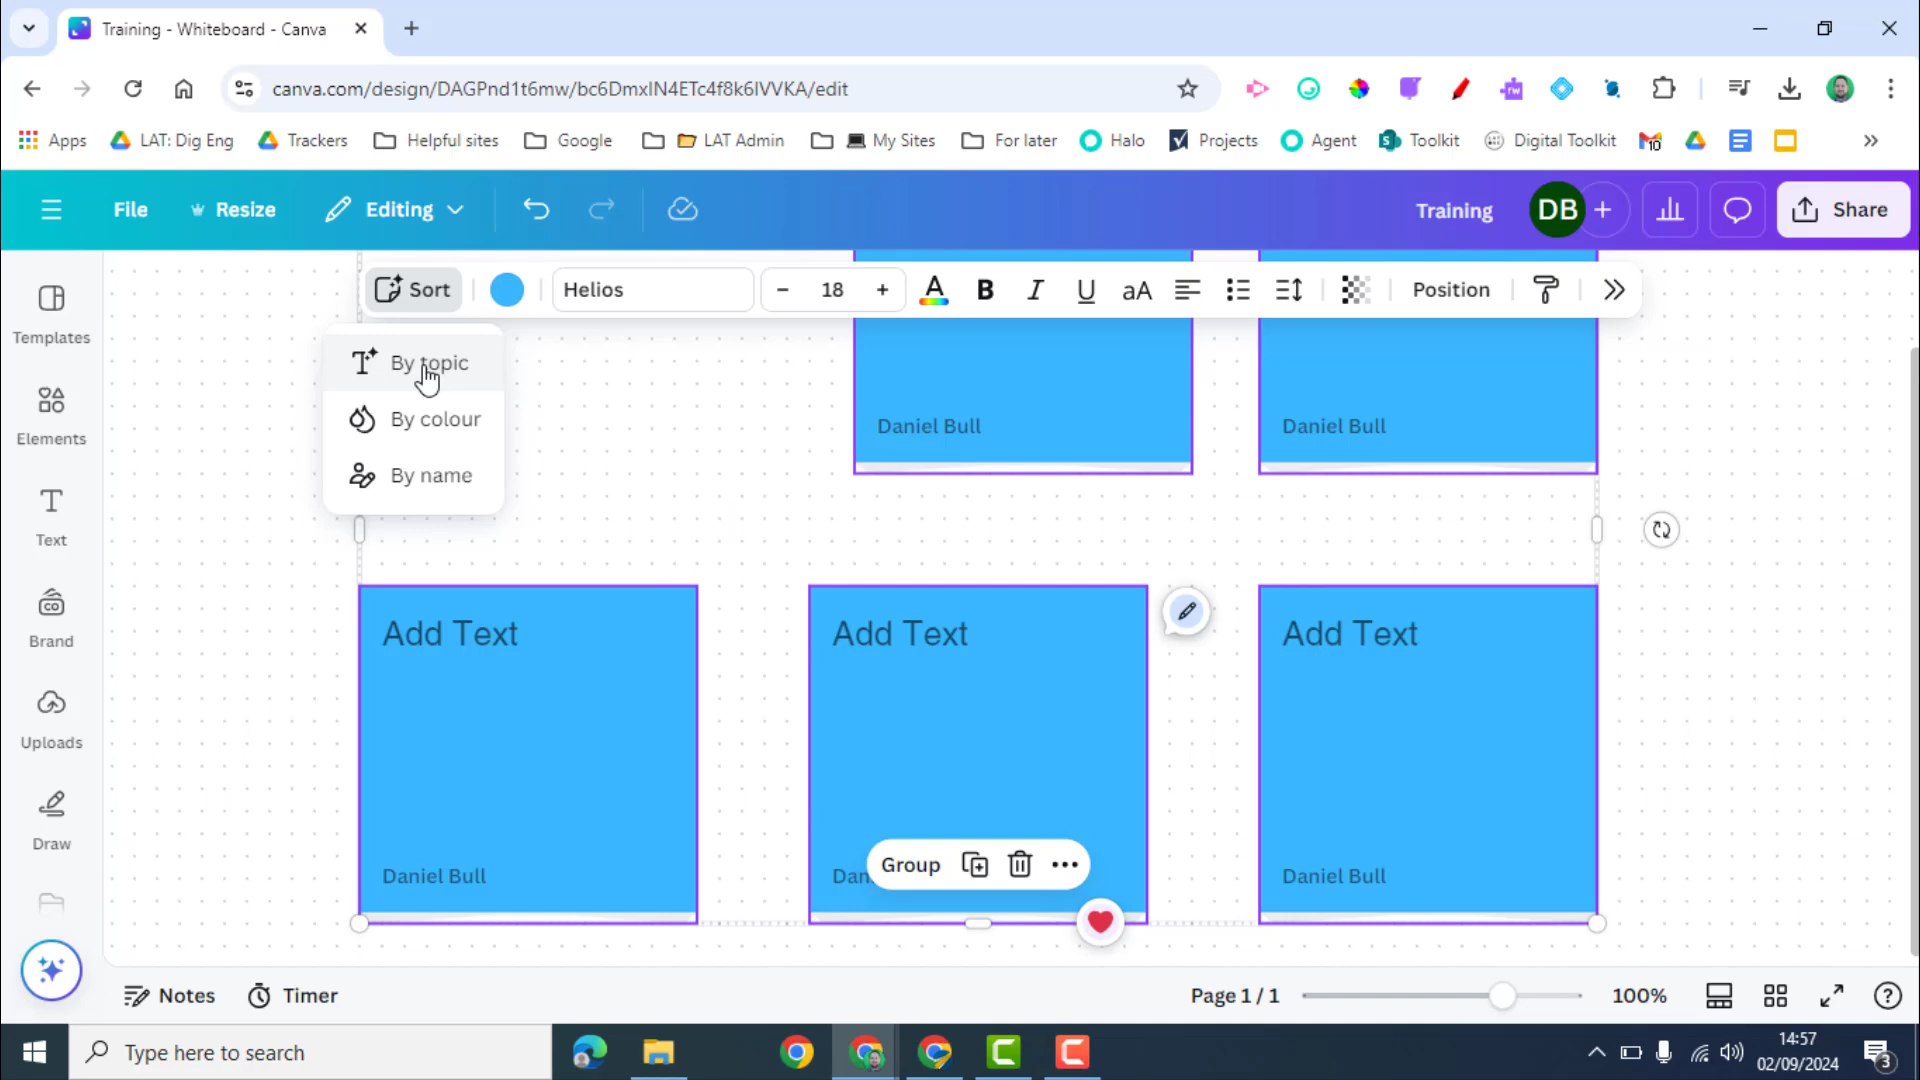 Training - Whiteboard - Canva
canva.com/design/DAGPnd1t6mw/bc6DmxIN4ETc4f8k6IVVKA/edit
Apps LAT: Dig Eng Trackers Helpful sites Google LAT Admin My Sites For later Halo Projects Agent Toolkit Digital Toolkit 10
File Resize Editing Training DB + Share
Sort Helios - 18 + A B I U aA Position
By topic
By colour
By name
Templates
Elements
Text
Brand
Uploads
Draw
Daniel Bull Daniel Bull
Add Text Add Text Add Text
Daniel Bull Dan Daniel Bull
Group
Notes Timer Page 1 / 1 100%
Type here to search
14:57
02/09/2024
3